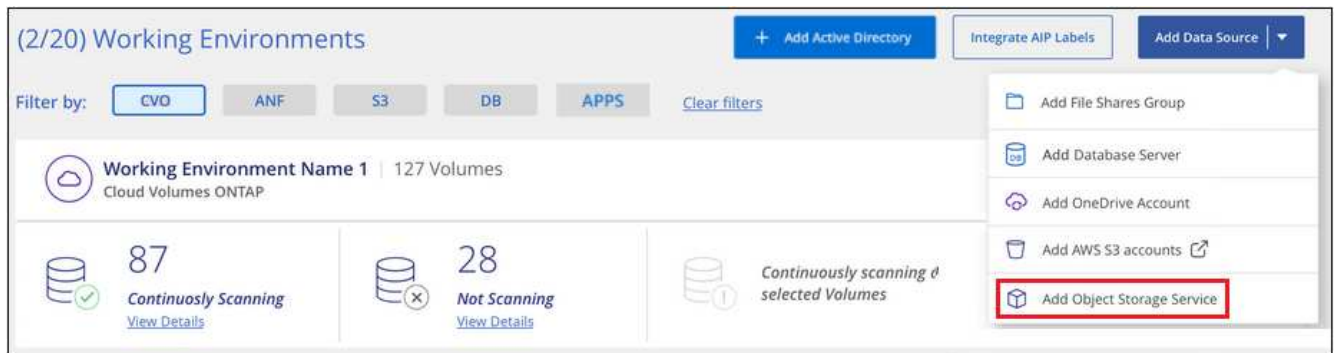 (2/20) Working Environments
+ Add Active Directory
Integrate AIP Labels
Add Data Source
Filter by:
CVO
ANF
S3
DB
APPS
Clear filters
Working Environment Name 1 | 127 Volumes
Cloud Volumes ONTAP
87
Continuosly Scanning
View Details
28
Not Scanning
View Details
Continuously scanning
selected Volumes
Add File Shares Group
DB
Add Database Server
Add OneDrive Account
Add AWS S3 accounts
Add Object Storage Service